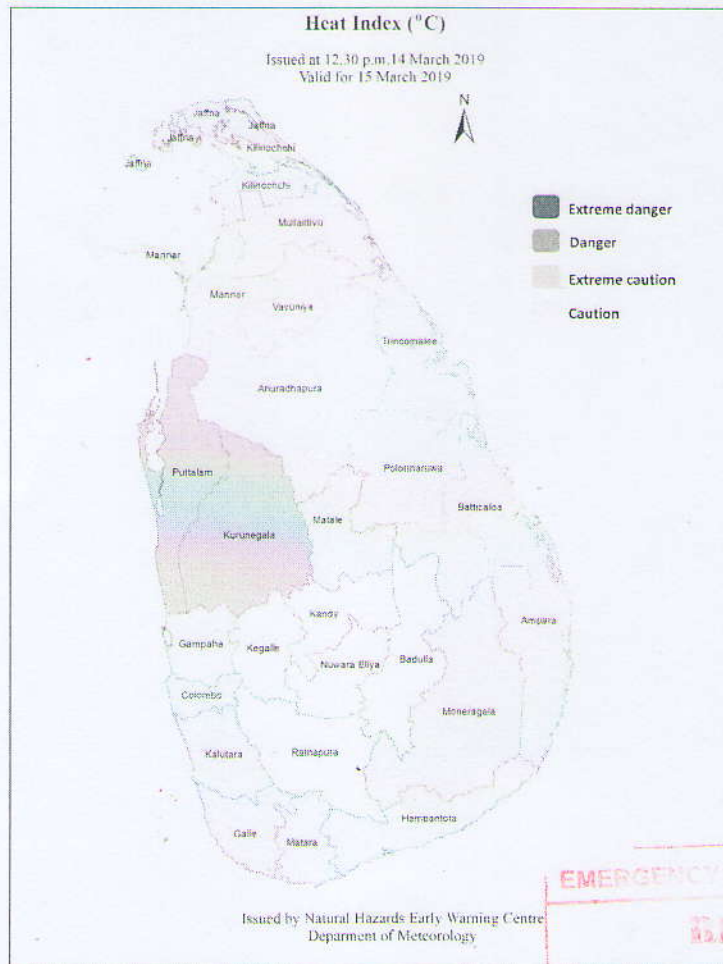 Heat Index (°C)
Issued at 12.30 p.m.14 March 2019
Valid for 15 March 2019
N
Jaffna
Jaffna
Jaffna
Kilinochchi
Jaffna
Kilinochchi
Mullaitivu
Extreme danger
Danger
Mannar
Extreme caution
Mannar
Vavuniya
Caution
Trincomalee
Anuradhapura
Puttalam
Polonnaruwa
Batticaloa
Matale
Kurunegala
Kandy
Ampara
Gampaha
Kegalle
Nuwara Eliya
Badulla
Colombo
Moneragala
Kalutara
Ratnapura
Hambantota
Galle
Matara
EMERGENCY
Issued by Natural Hazards Early Warning Centre
Deparment of Meteorology